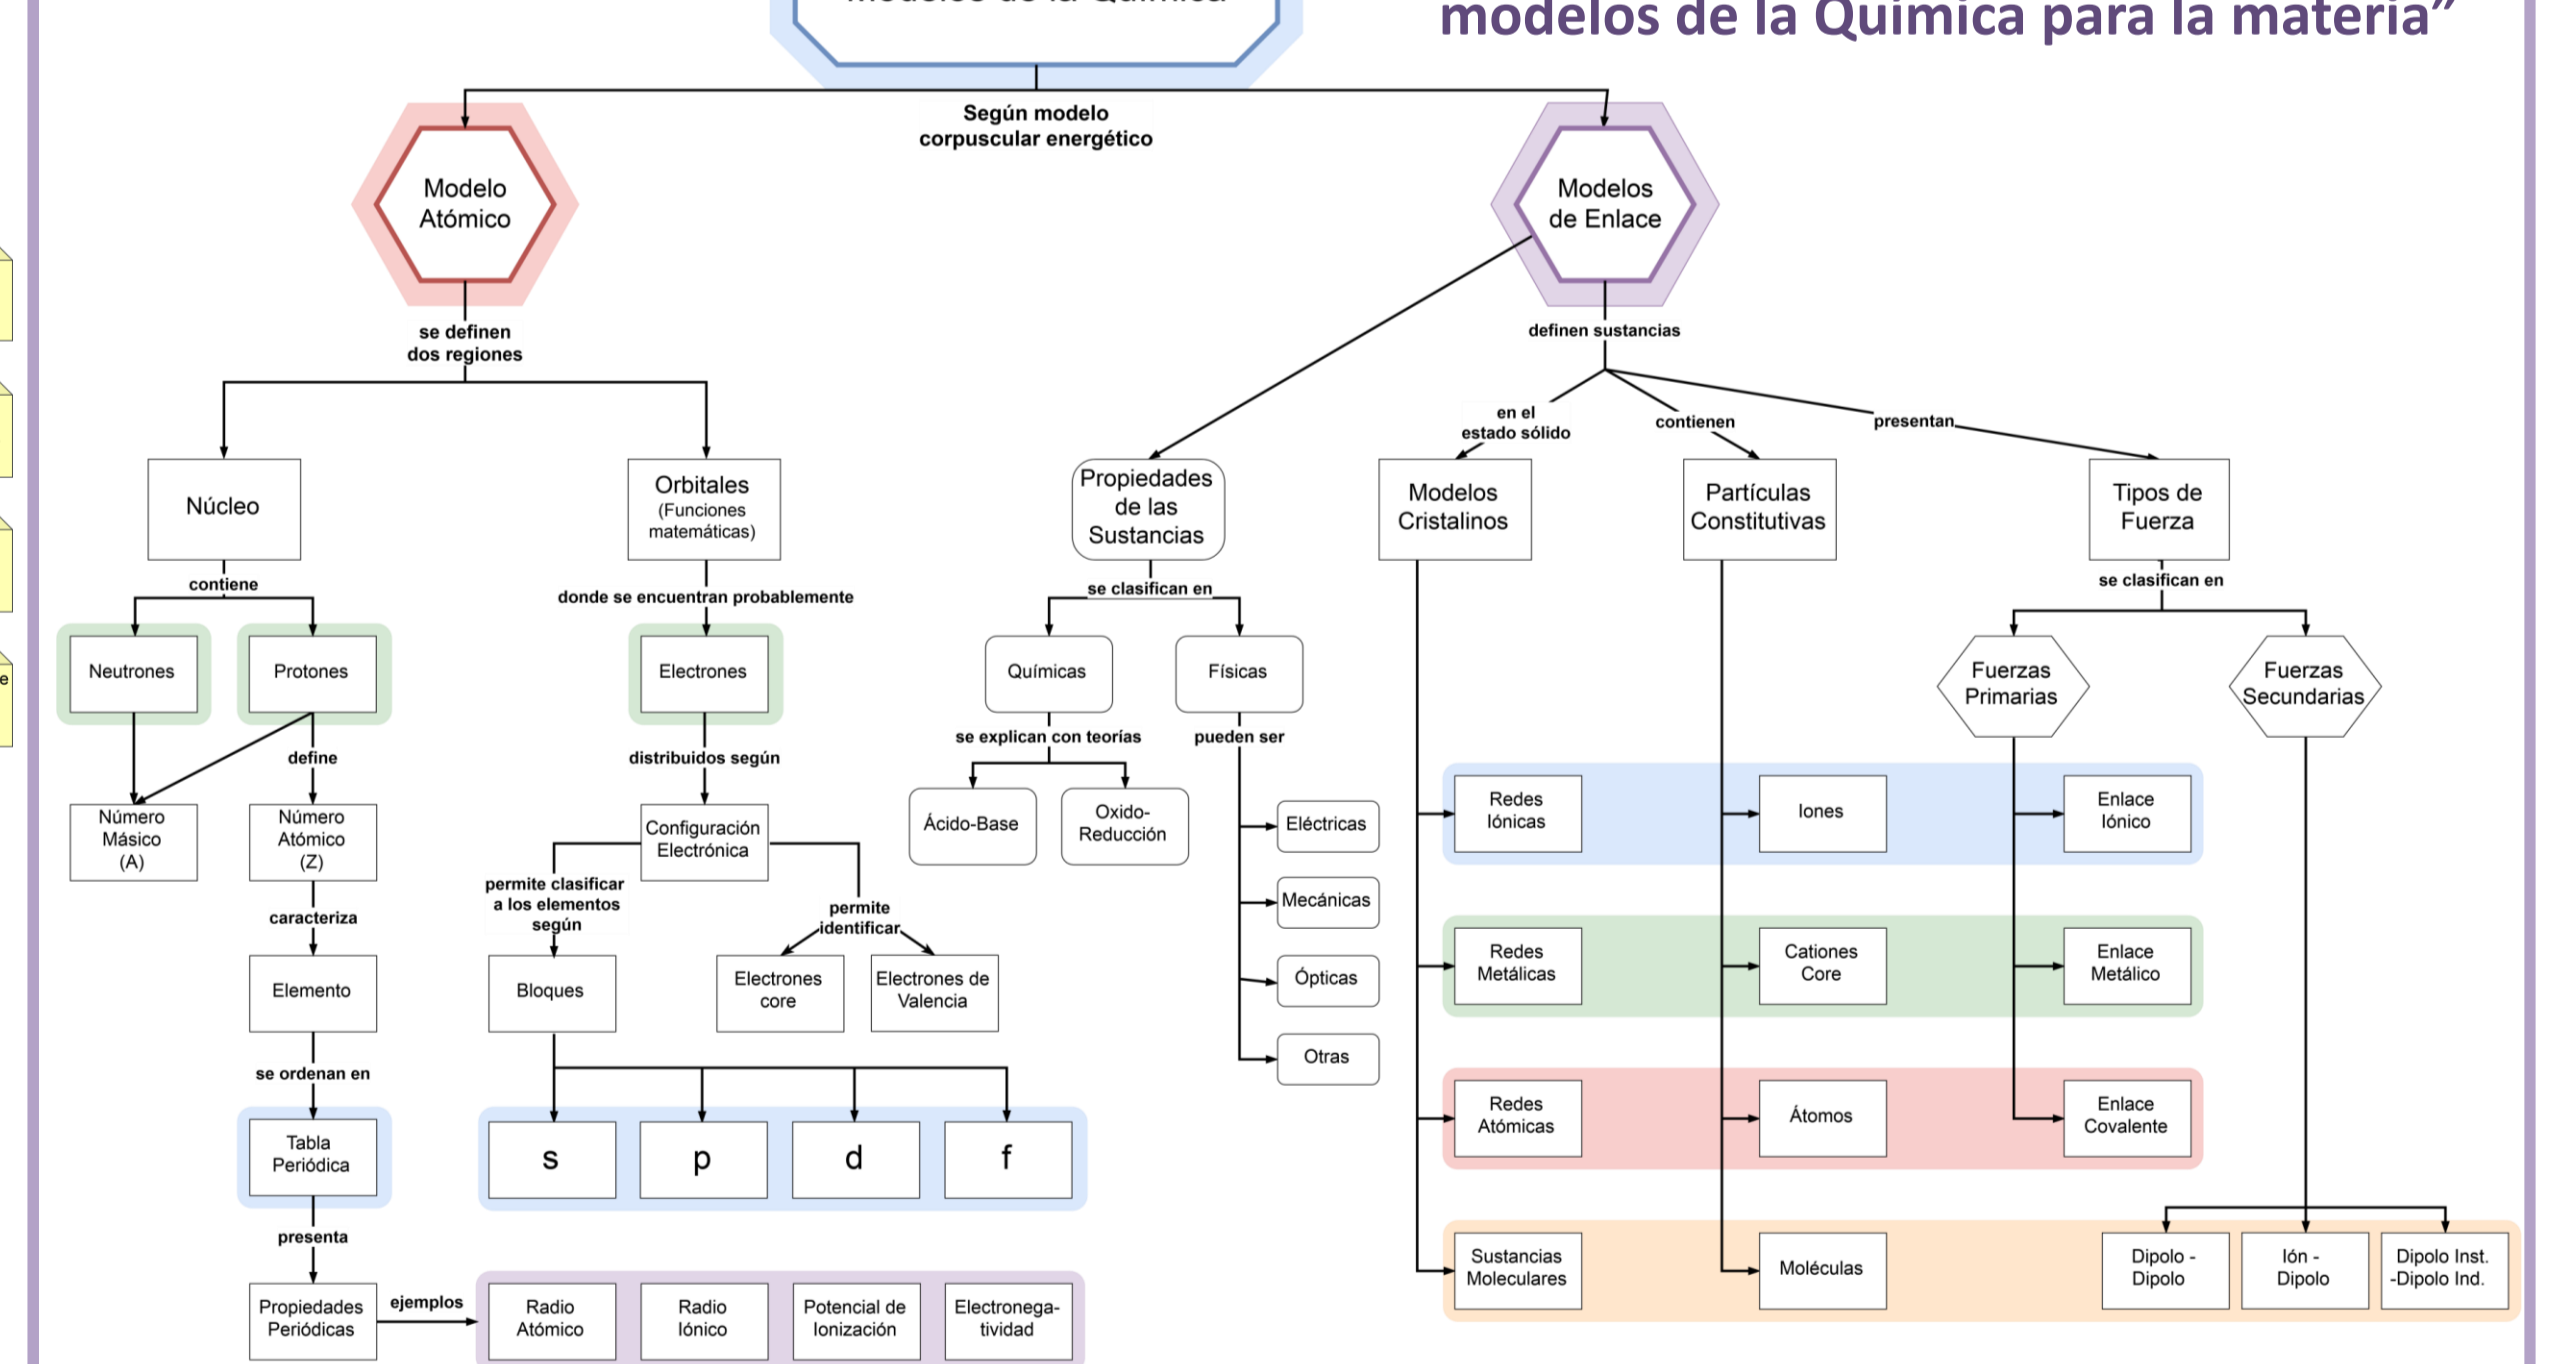 Modelos de la Química
modelos de la Química para la materia”
Según modelo
corpuscular energético
Modelo
Atómico
Modelos
de Enlace
se definen
dos regiones
definen sustancias
en el
estado sólido
contienen
presentan
Núcleo
Orbitales
(Funciones
matemáticas)
Propiedades
de las
Sustancias
Modelos
Cristalinos
Partículas
Constitutivas
Tipos de
Fuerza
contiene
donde se encuentran probablemente
se clasifican en
se clasifican en
Neutrones
Protones
Electrones
Químicas
Físicas
Fuerzas
Primarias
Fuerzas
Secundarias
define
distribuidos según
se explican con teorías
pueden ser
Número
Másico
(A)
Número
Atómico
(Z)
Configuración
Electrónica
Ácido-Base
Oxido-
Reducción
Eléctricas
Mecánicas
Ópticas
Otras
Redes
Iónicas
Iones
Enlace
Iónico
caracteriza
permite clasificar
a los elementos
según
permite
identificar
Redes
Metálicas
Cationes
Core
Enlace
Metálico
Elemento
Bloques
Electrones
core
Electrones de
Valencia
se ordenan en
Redes
Atómicas
Átomos
Enlace
Covalente
Tabla
Periódica
s
p
d
f
presenta
Sustancias
Moleculares
Moléculas
Dipolo -
Dipolo
Ión -
Dipolo
Dipolo Inst.
-Dipolo Ind.
Propiedades
Periódicas
ejemplos
Radio
Atómico
Radio
Iónico
Potencial de
Ionización
Electronega-
tividad
e